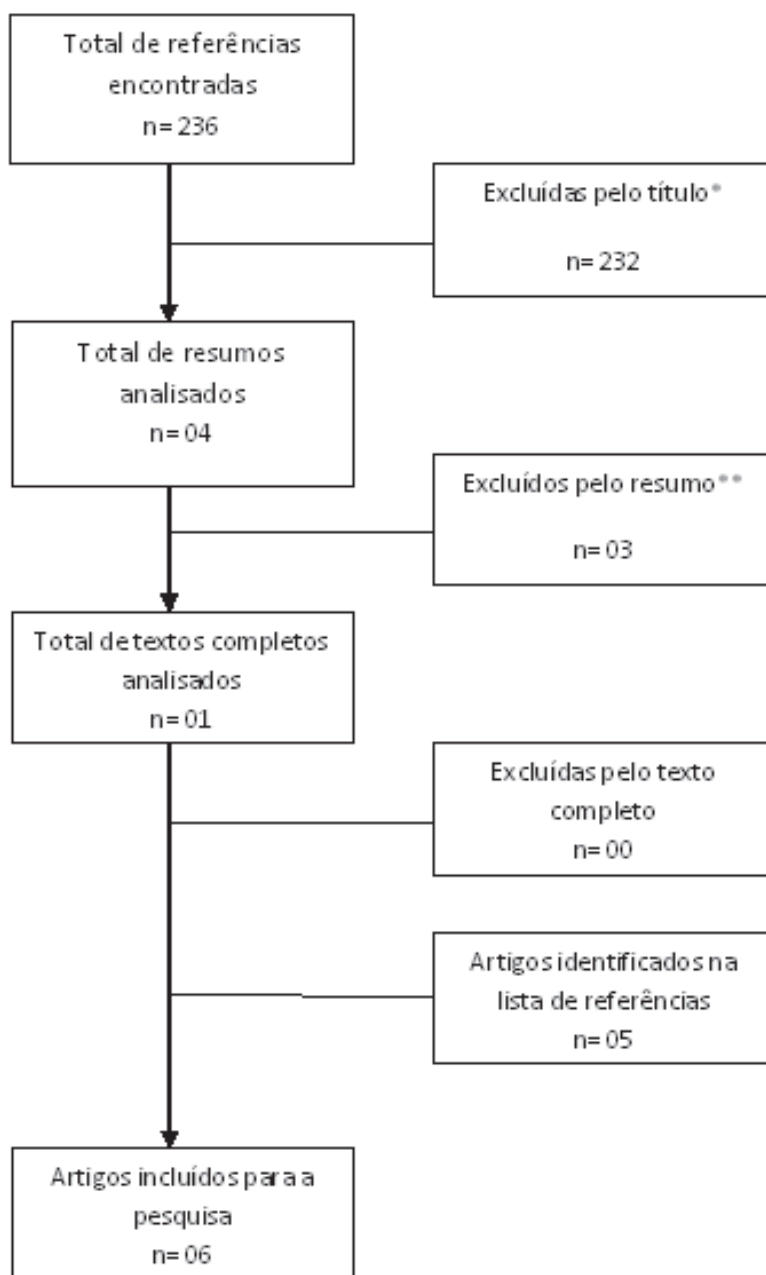 Total de referências
encontradas
n= 236
Excluídas pelo título*
n= 232
Total de resumos
analisados
n= 04
Excluídos pelo resumo**
n= 03
Total de textos completos
analisados
n= 01
Excluídas pelo texto
completo
n= 00
Artigos identificados na
lista de referências
n= 05
Artigos incluídos para a
pesquisa
n= 06